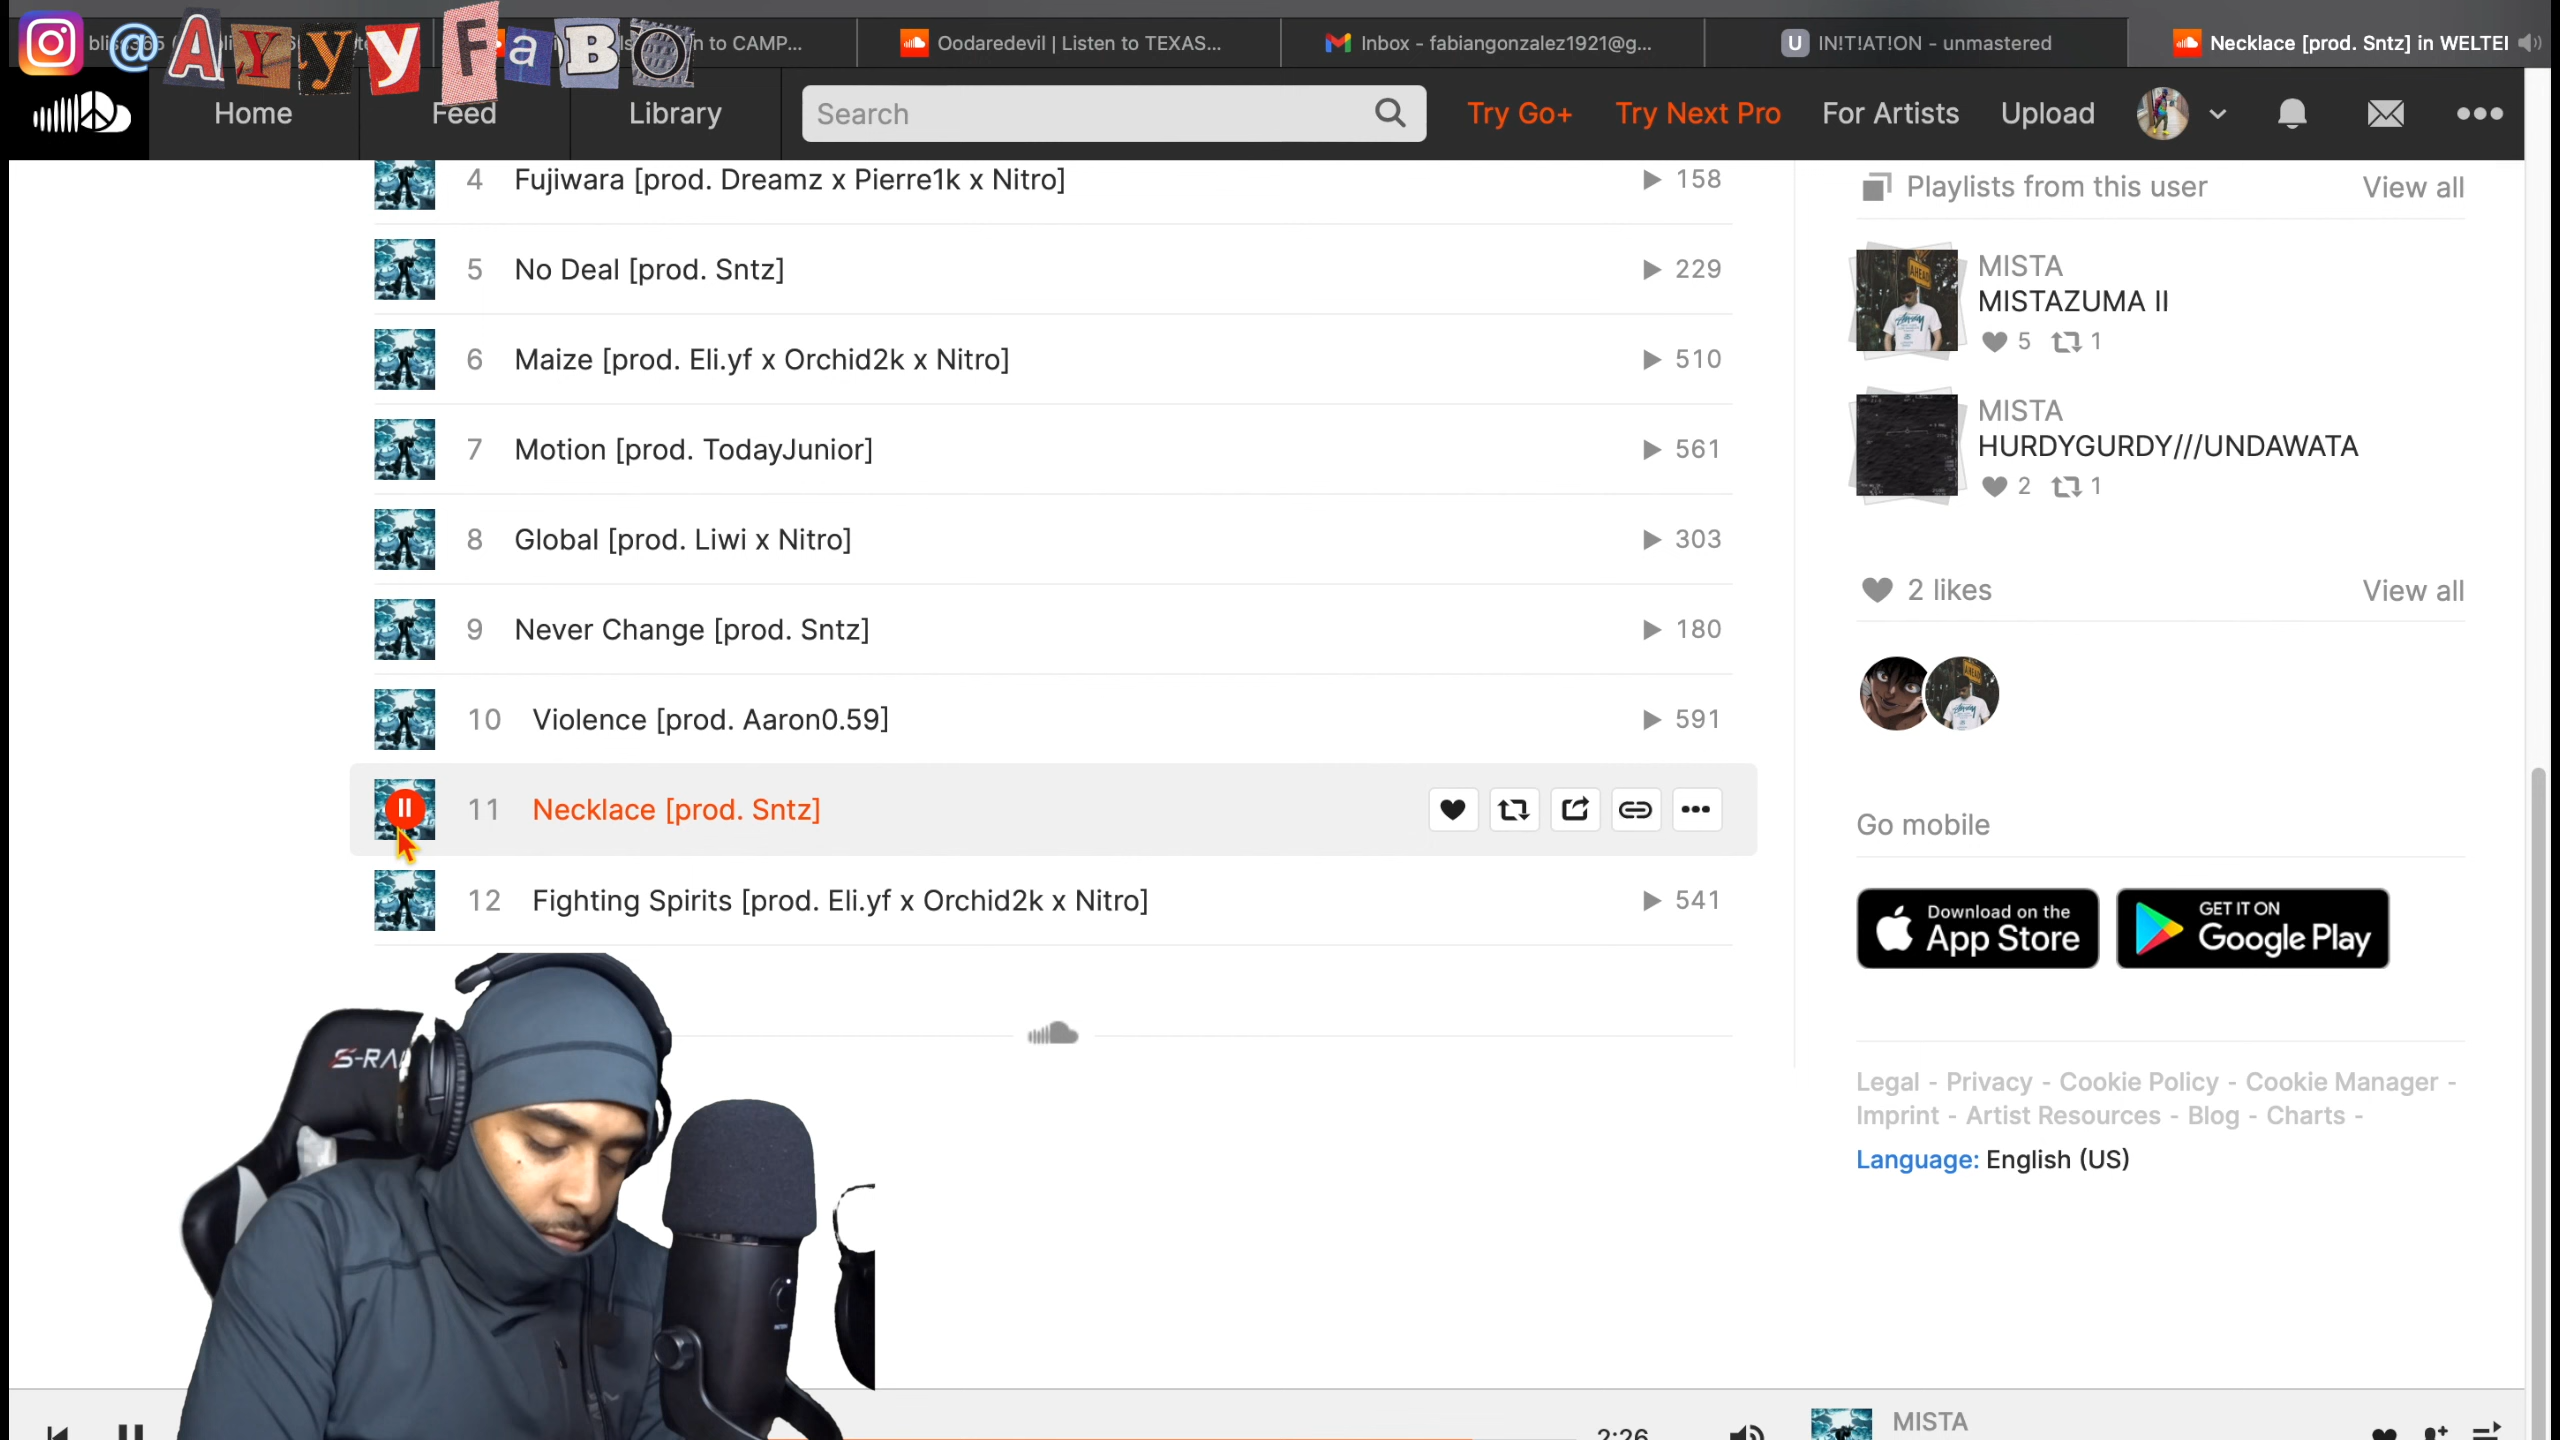 @AYyyFaBO
n to CAMP...
Oodaredevil | Listen to TEXAS...
Inbox - fabiangonzalez1921@g...
U IN!T!AT!ON - unmastered
Necklace [prod. Sntz] in WELTEI
Home
Feed
Library
Search
Try Go+
Try Next Pro
For Artists
Upload
4 Fujiwara [prod. Dreamz x Pierre1k x Nitro] 158
5 No Deal [prod. Sntz] 229
6 Maize [prod. Eli.yf x Orchid2k x Nitro] 510
7 Motion [prod. TodayJunior] 561
8 Global [prod. Liwi x Nitro] 303
9 Never Change [prod. Sntz] 180
10 Violence [prod. Aaron0.59] 591
11 Necklace [prod. Sntz]
12 Fighting Spirits [prod. Eli.yf x Orchid2k x Nitro] 541
Playlists from this user View all
MISTA
MISTAZUMA II
5 1
MISTA
HURDYGURDY///UNDAWATA
2 1
2 likes View all
Go mobile
Download on the
App Store
GET IT ON
Google Play
Legal - Privacy - Cookie Policy - Cookie Manager -
Imprint - Artist Resources - Blog - Charts -
Language: English (US)
S-RA
2:26
MISTA